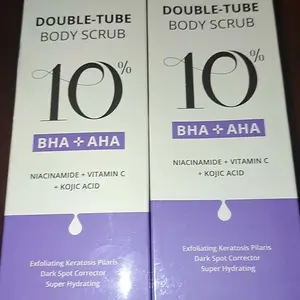 DOUBLE-TUBE
BODY SCRUB
10%
BHA + AHA
NIACINAMIDE + VITAMIN C
+ KOJIC ACID
Exfoliating Keratosis Pilaris
Dark Spot Corrector
Super Hydrating
DOUBLE-TUBE
BODY SCRUB
10%
BHA + AHA
NIACINAMIDE + VITAMIN C
+ KOJIC ACID
Exfoliating Keratosis Pilaris
Dark Spot Corrector
Super Hydrating